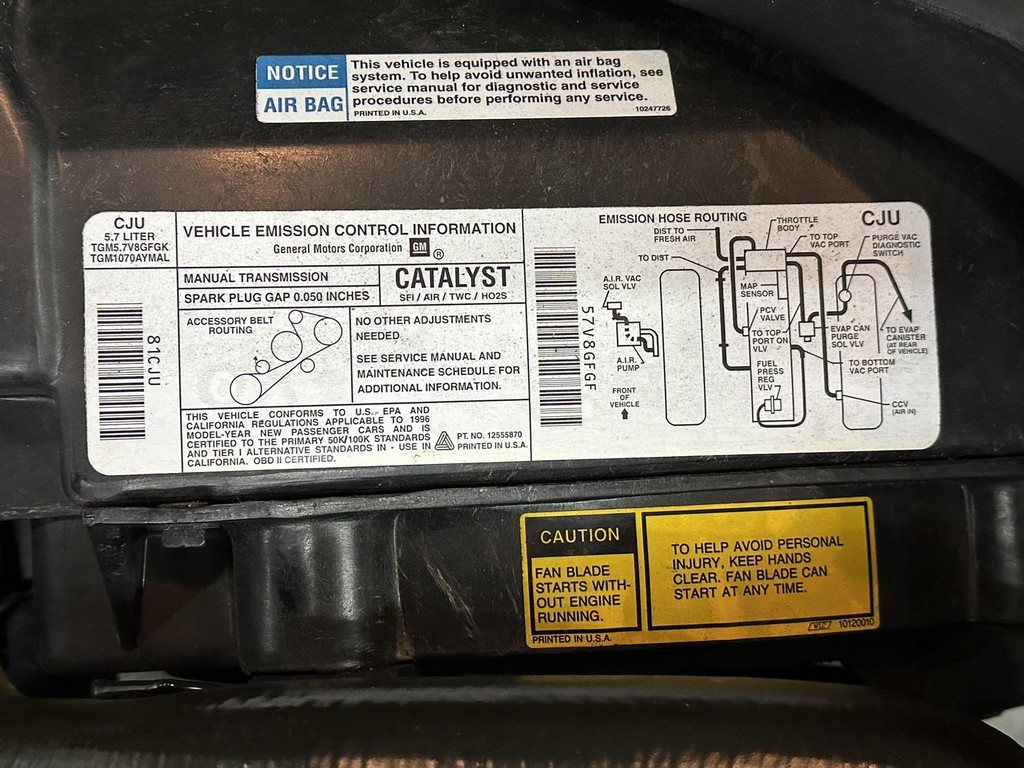 NOTICE
AIR BAG
This vehicle is equipped with an air bag
system. To help avoid unwanted inflation, see
service manual for diagnostic and service
procedures before performing any service.
PRINTED IN U.S.A.
10247726
CJU
5.7 LITER
TGM5.7V8GFGK
TGM1070AYMAL
81CJU
VEHICLE EMISSION CONTROL INFORMATION
General Motors Corporation GM ®
MANUAL TRANSMISSION
SPARK PLUG GAP 0.050 INCHES
CATALYST
SFI / AIR / TWC / HO2S
ACCESSORY BELT
ROUTING
NO OTHER ADJUSTMENTS
NEEDED
SEE SERVICE MANUAL AND
MAINTENANCE SCHEDULE FOR
ADDITIONAL INFORMATION.
THIS VEHICLE CONFORMS TO U.S. EPA AND
CALIFORNIA REGULATIONS APPLICABLE TO 1996
MODEL-YEAR NEW PASSENGER CARS AND IS
CERTIFIED TO THE PRIMARY 50K/100K STANDARDS
AND TIER I ALTERNATIVE STANDARDS IN - USE IN
CALIFORNIA. OBD II CERTIFIED.
PT. NO. 12555870
PRINTED IN U.S.A.
57V8GFGF
EMISSION HOSE ROUTING
CJU
DIST TO
FRESH AIR
THROTTLE
BODY
TO TOP
VAC PORT
PURGE VAC
DIAGNOSTIC
SWITCH
TO DIST
A.I.R. VAC
SOL VLV
MAP
SENSOR
PCV
VALVE
TO TOP
PORT ON
VLV
EVAP CAN
PURGE
SOL VLV
TO EVAP
CANISTER
(AT REAR
OF VEHICLE)
A.I.R.
PUMP
FUEL
PRESS
REG
VLV
TO BOTTOM
VAC PORT
FRONT
OF
VEHICLE
CCV
(AIR IN)
CAUTION
FAN BLADE
STARTS WITH-
OUT ENGINE
RUNNING.
PRINTED IN U.S.A.
TO HELP AVOID PERSONAL
INJURY, KEEP HANDS
CLEAR. FAN BLADE CAN
START AT ANY TIME.
10120010